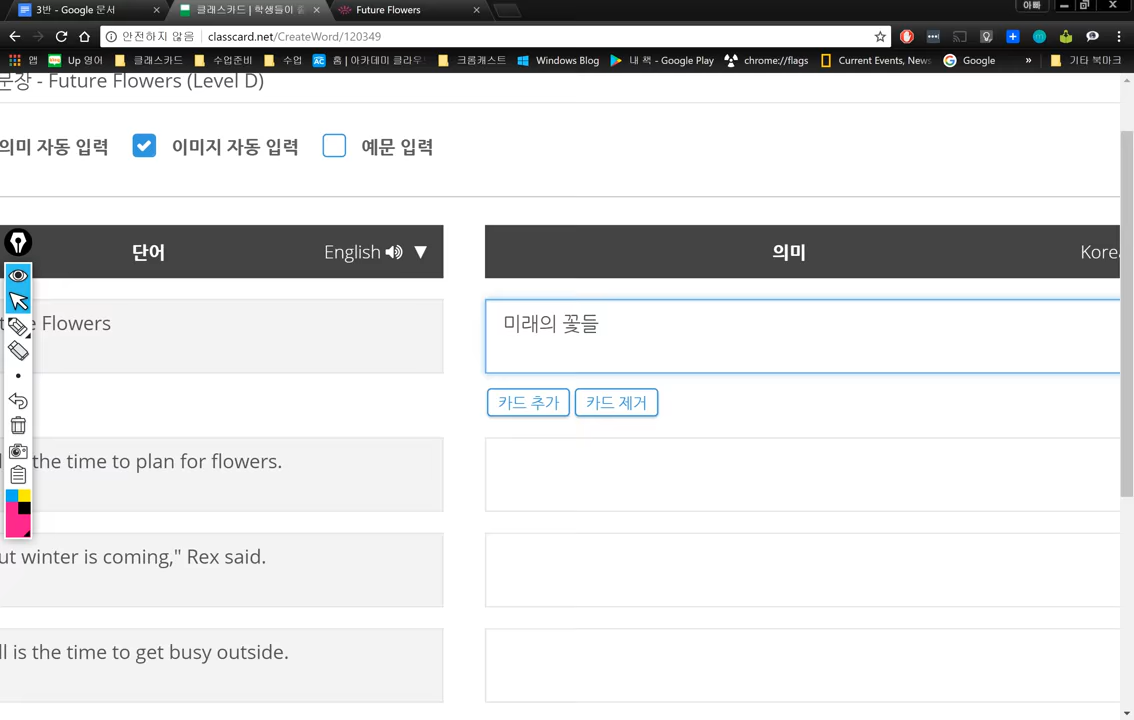 3반 - Google 문서
클래스카드 | 학생들이
Future Flowers
아빠
안전하지 않음
classcard.net/CreateWord/120349
앱
Up 영어
클래스카드
수업준비
수업
AC
홈 | 아카데미 클라우
크롬캐스트
Windows Blog
내 책 - Google Play
chrome://flags
Current Events, News
Google
»
기타 북마크
문장 - Future Flowers (Level D)
의미 자동 입력
이미지 자동 입력
예문 입력
단어
English
의미
Kore
Flowers
미래의 꽃들
카드 추가
카드 제거
the time to plan for flowers.
ut winter is coming," Rex said.
ll is the time to get busy outside.